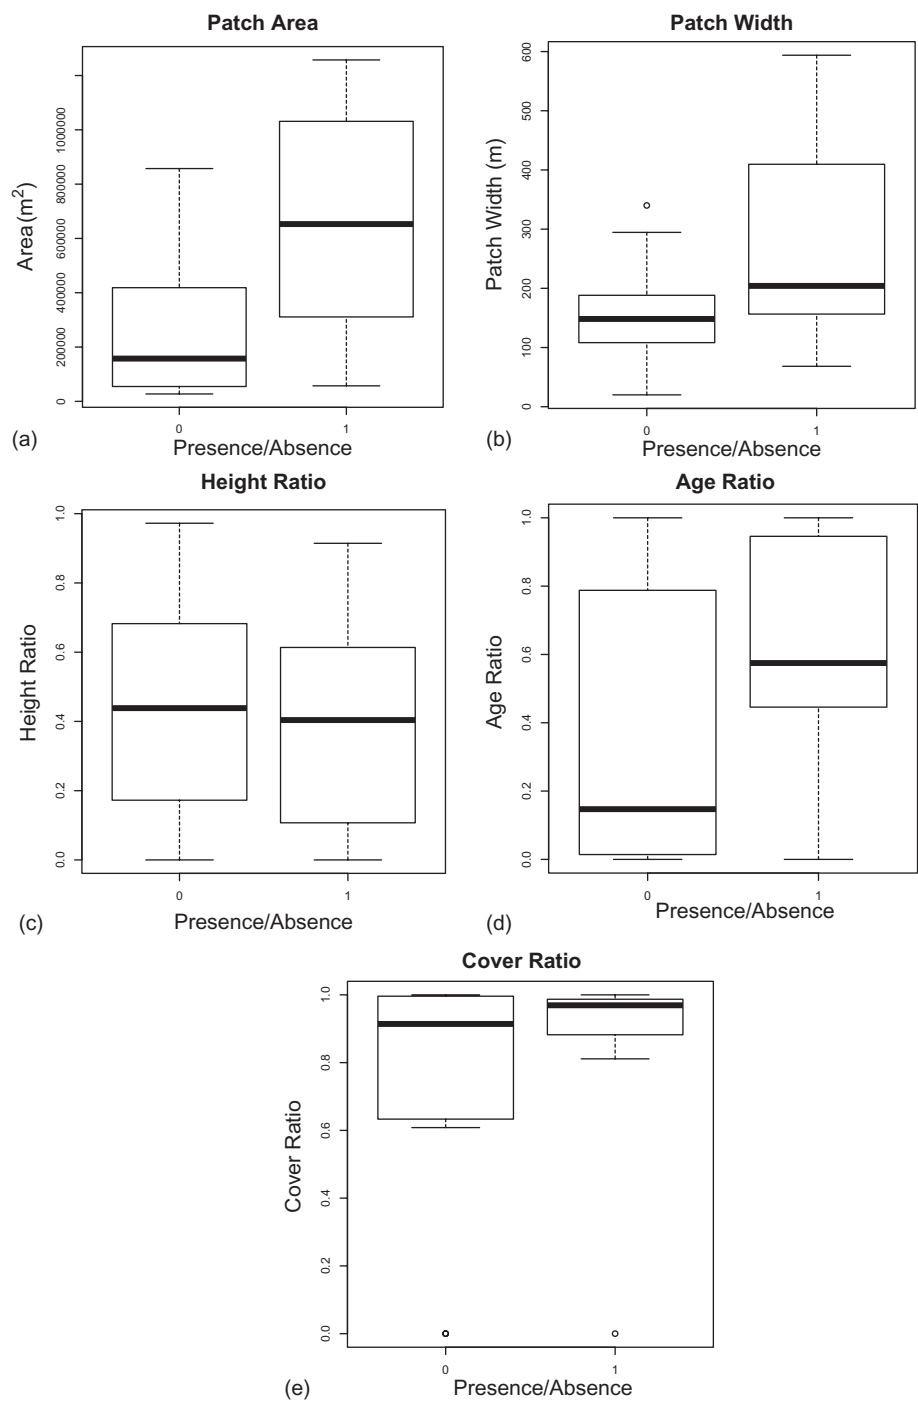 Patch Area
Area (m²)
0
200000
400000
600000
800000
1000000
0
1
Presence/Absence
(a)
Patch Width
Patch Width (m)
0
100
200
300
400
500
600
0
1
Presence/Absence
(b)
Height Ratio
Height Ratio
0.0
0.2
0.4
0.6
0.8
1.0
0
1
Presence/Absence
(c)
Age Ratio
Age Ratio
0.0
0.2
0.4
0.6
0.8
1.0
0
1
Presence/Absence
(d)
Cover Ratio
Cover Ratio
0.0
0.2
0.4
0.6
0.8
1.0
0
1
Presence/Absence
(e)